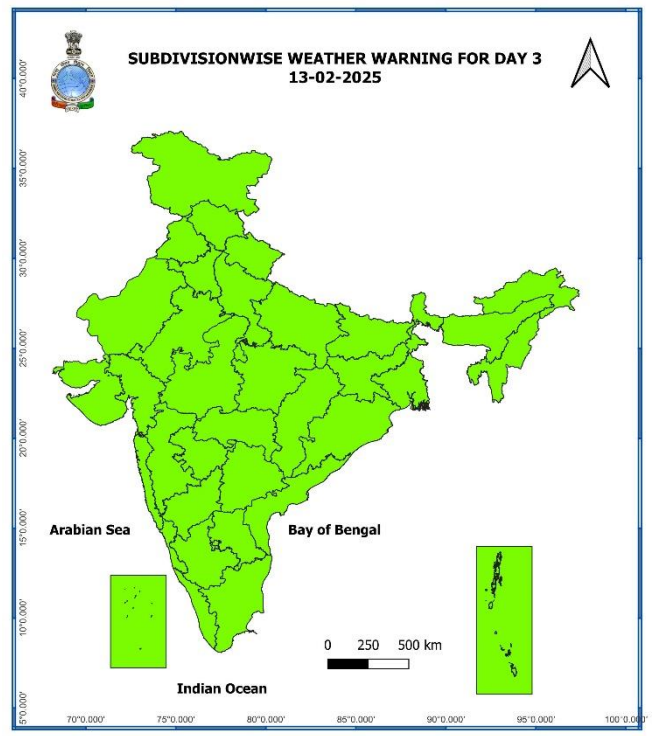 SUBDIVISIONWISE WEATHER WARNING FOR DAY 3
13-02-2025
40°0.000'
35°0.000'
30°0.000'
25°0.000'
20°0.000'
15°0.000'
10°0.000'
5°0.000'
Arabian Sea
Bay of Bengal
0 250 500 km
Indian Ocean
70°0.000' 75°0.000' 80°0.000' 85°0.000' 90°0.000' 95°0.000' 100°0.000'